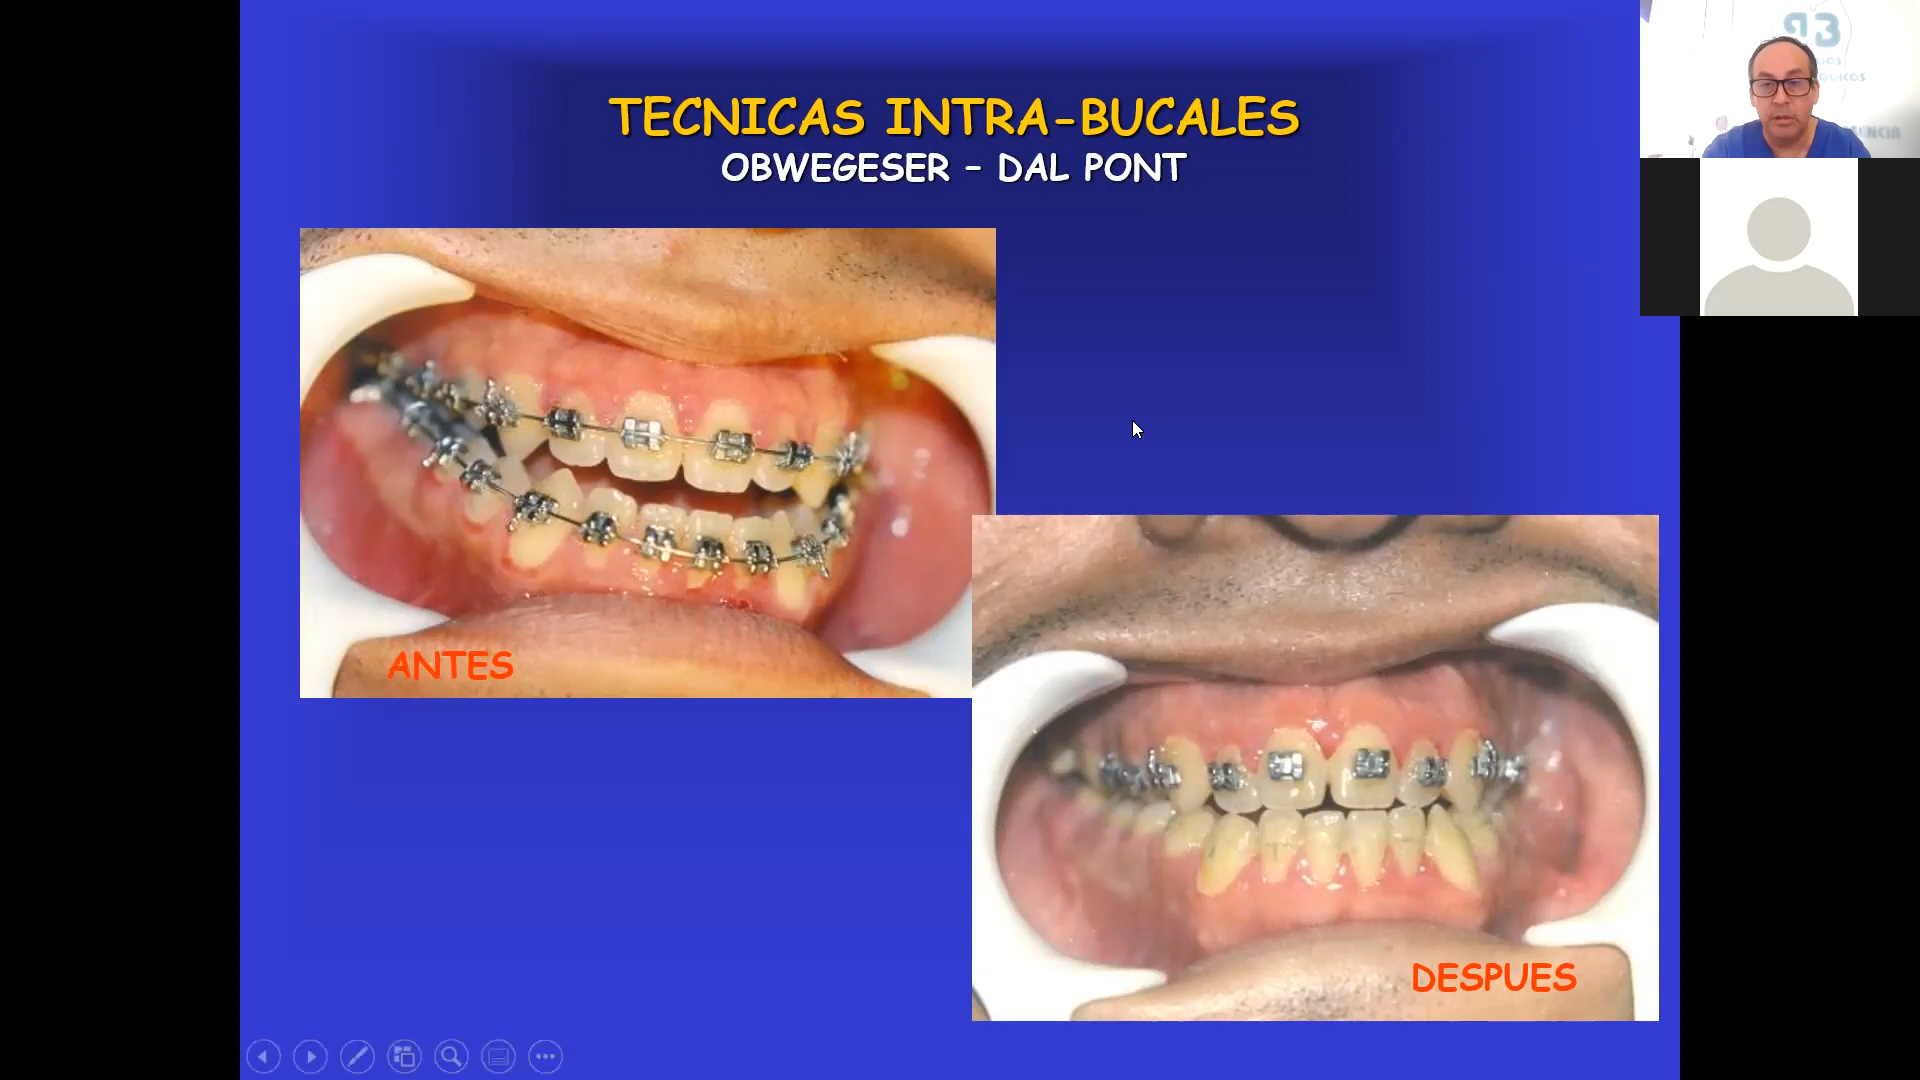 TECNICAS INTRA-BUCALES
OBWEGESER - DAL PONT
ANTES
DESPUES